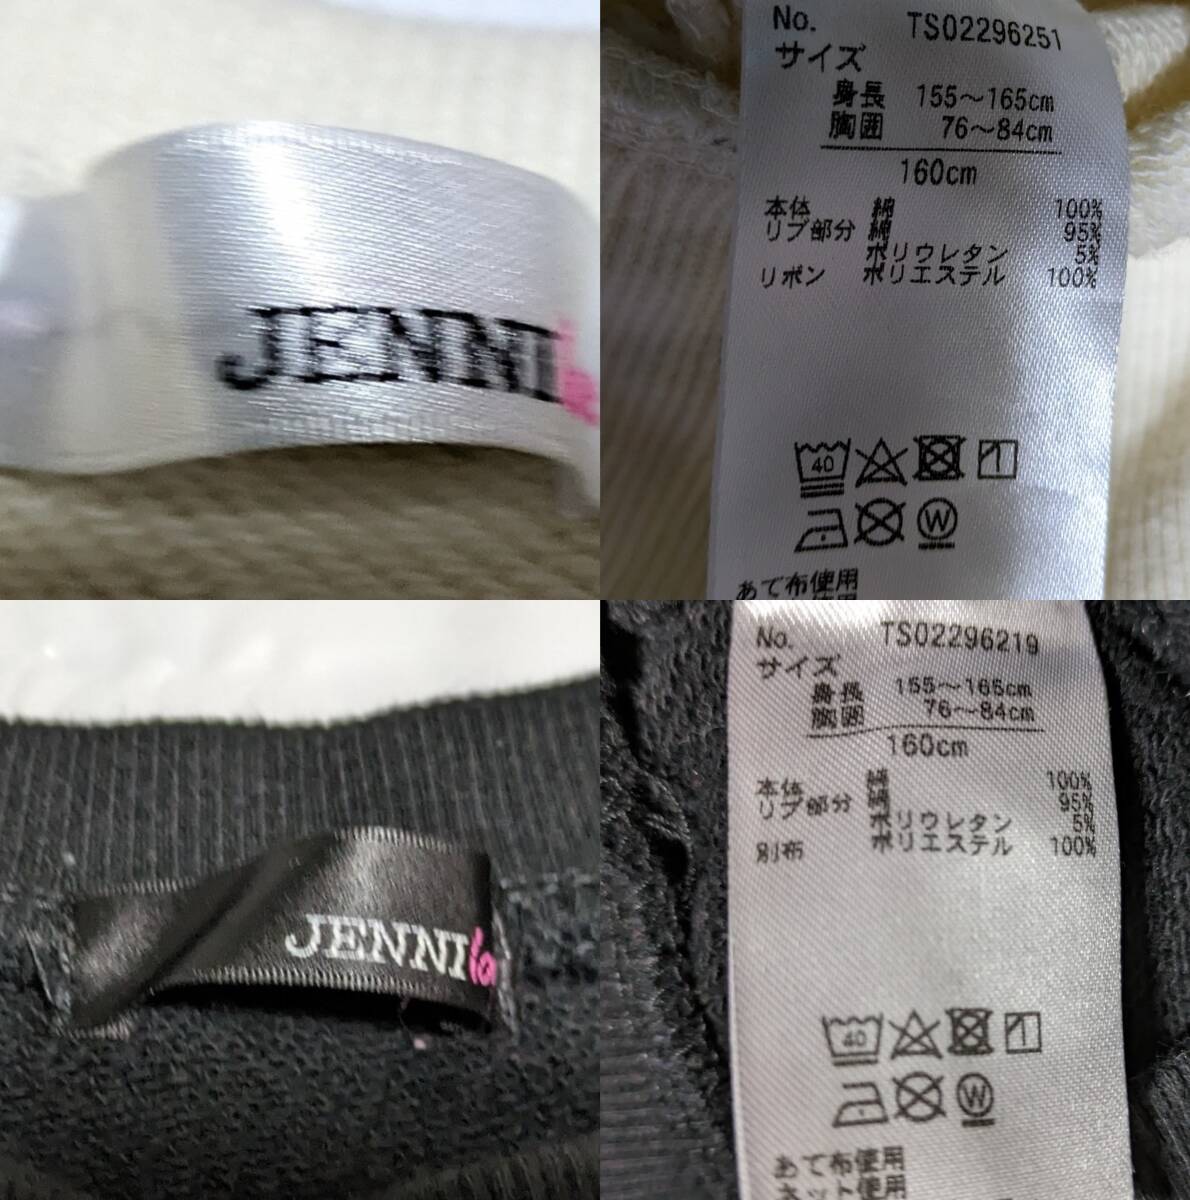 JENNI
No. TS02296251
サイズ
身長 155～165cm
胸囲 76～84cm
160cm
本体 綿 100%
リブ部分 綿 95%
ポリウレタン 5%
リボン ポリエステル 100%
40
W
あて布使用
JENNI lo
No. TS02296219
サイズ
身長 155～165cm
胸囲 76～84cm
160cm
本体 綿 100%
リブ部分 綿 95%
ポリウレタン 5%
別布 ポリエステル 100%
40
W
あて布使用
ネット使用